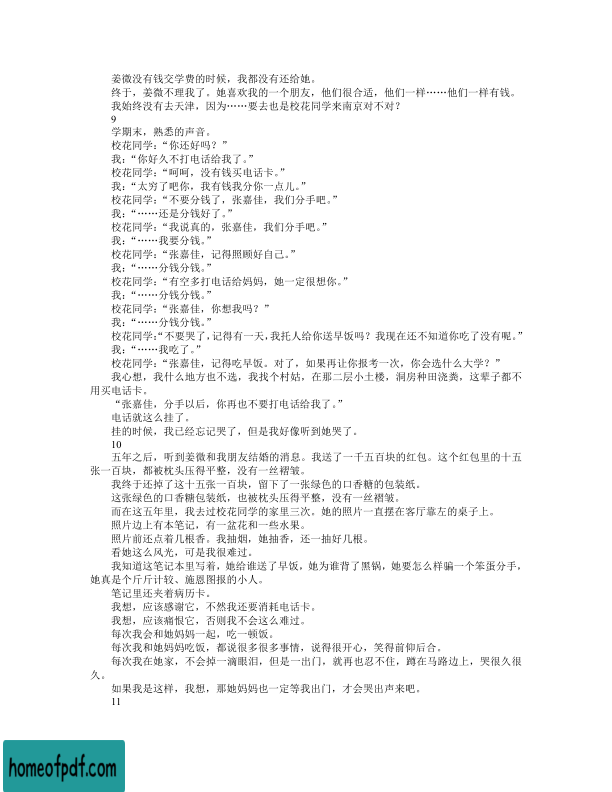 姜微没有钱交学费的时候，我都没有还给她。
终于，姜微不理我了。她喜欢我的一个朋友，他们很合适，他们一样……他们一样有钱。
我始终没有去天津，因为……要去也是校花同学来南京对不对？
9
学期末，熟悉的声音。
校花同学：“你还好吗？”
我：“你好久不打电话给我了。”
校花同学：“呵呵，没有钱买电话卡。”
我：“太穷了吧你，我有钱我分你一点儿。”
校花同学：“不要分钱了，张嘉佳，我们分手吧。”
我：“……还是分钱好了。”
校花同学：“我说真的，张嘉佳，我们分手吧。”
我：“……我要分钱。”
校花同学：“张嘉佳，记得照顾好自己。”
我：“……分钱分钱。”
校花同学：“有空多打电话给妈妈，她一定很想你。”
我：“……分钱分钱。”
校花同学：“张嘉佳，你想我吗？”
我：“……分钱分钱。”
校花同学：“不要哭了，记得有一天，我托人给你送早饭吗？我现在还不知道你吃了没有呢。”
我：“……我吃了。”
校花同学：“张嘉佳，记得吃早饭。对了，如果再让你报考一次，你会选什么大学？”
我心想，我什么地方也不选，我找个村姑，在那二层小土楼，洞房种田浇粪，这辈子都不
用买电话卡。
“张嘉佳，分手以后，你再也不要打电话给我了。”
电话就这么挂了。
挂的时候，我已经忘记哭了，但是我好像听到她哭了。
10
五年之后，听到姜微和我朋友结婚的消息。我送了一千五百块的红包。这个红包里的十五
张一百块，都被枕头压得平整，没有一丝褶皱。
我终于还掉了这十五张一百块，留下了一张绿色的口香糖的包装纸。
这张绿色的口香糖包装纸，也被枕头压得平整，没有一丝褶皱。
而在这五年里，我去过校花同学的家里三次。她的照片一直摆在客厅靠左的桌子上。
照片边上有本笔记，有一盆花和一些水果。
照片前还点着几根香。我抽烟，她抽香，还一抽好几根。
看她这么风光，可是我很难过。
我知道这笔记本里写着，她给谁送了早饭，她为谁背了黑锅，她要怎么样骗一个笨蛋分手，
她真是个斤斤计较、施恩图报的小人。
笔记里还夹着病历卡。
我想，应该感谢它，不然我还要消耗电话卡。
我想，应该痛恨它，否则我不会这么难过。
每次我会和她妈妈一起，吃一顿饭。
每次我和她妈妈吃饭，都说很多很多事情，说得很开心，笑得前仰后合。
每次我在她家，不会掉一滴眼泪，但是一出门，就再也忍不住，蹲在马路边上，哭很久很
久。
如果我是这样，我想，那她妈妈也一定等我出门，才会哭出声来吧。
11
homeofpdf.com